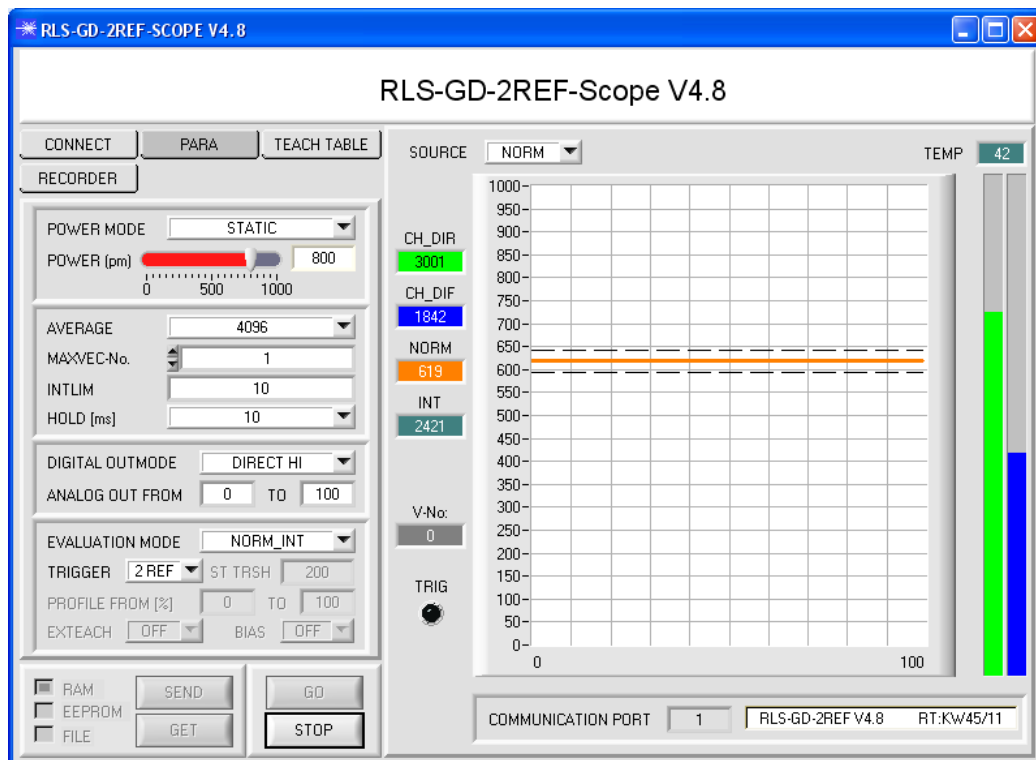 RLS-GD-2REF-SCOPE V4.8
RLS-GD-2REF-Scope V4.8
CONNECT PARA TEACH TABLE
RECORDER
POWER MODE STATIC
POWER (pm) 800
0 500 1000
AVERAGE 4096
MAXVEC-No. 1
INTLIM 10
HOLD [ms] 10
DIGITAL OUTMODE DIRECT HI
ANALOG OUT FROM 0 TO 100
EVALUATION MODE NORM_INT
TRIGGER 2 REF ST TRSH 200
PROFILE FROM [%] 0 TO 100
EXTEACH OFF BIAS OFF
RAM
EEPROM
FILE
SEND GO
GET STOP
SOURCE NORM
TEMP 42
CH_DIR
3001
CH_DIF
1842
NORM
619
INT
2421
V-No:
0
TRIG
1000
950
900
850
800
750
700
650
600
550
500
450
400
350
300
250
200
150
100
50
0
0 100
COMMUNICATION PORT 1 RLS-GD-2REF V4.8 RT:KW45/11